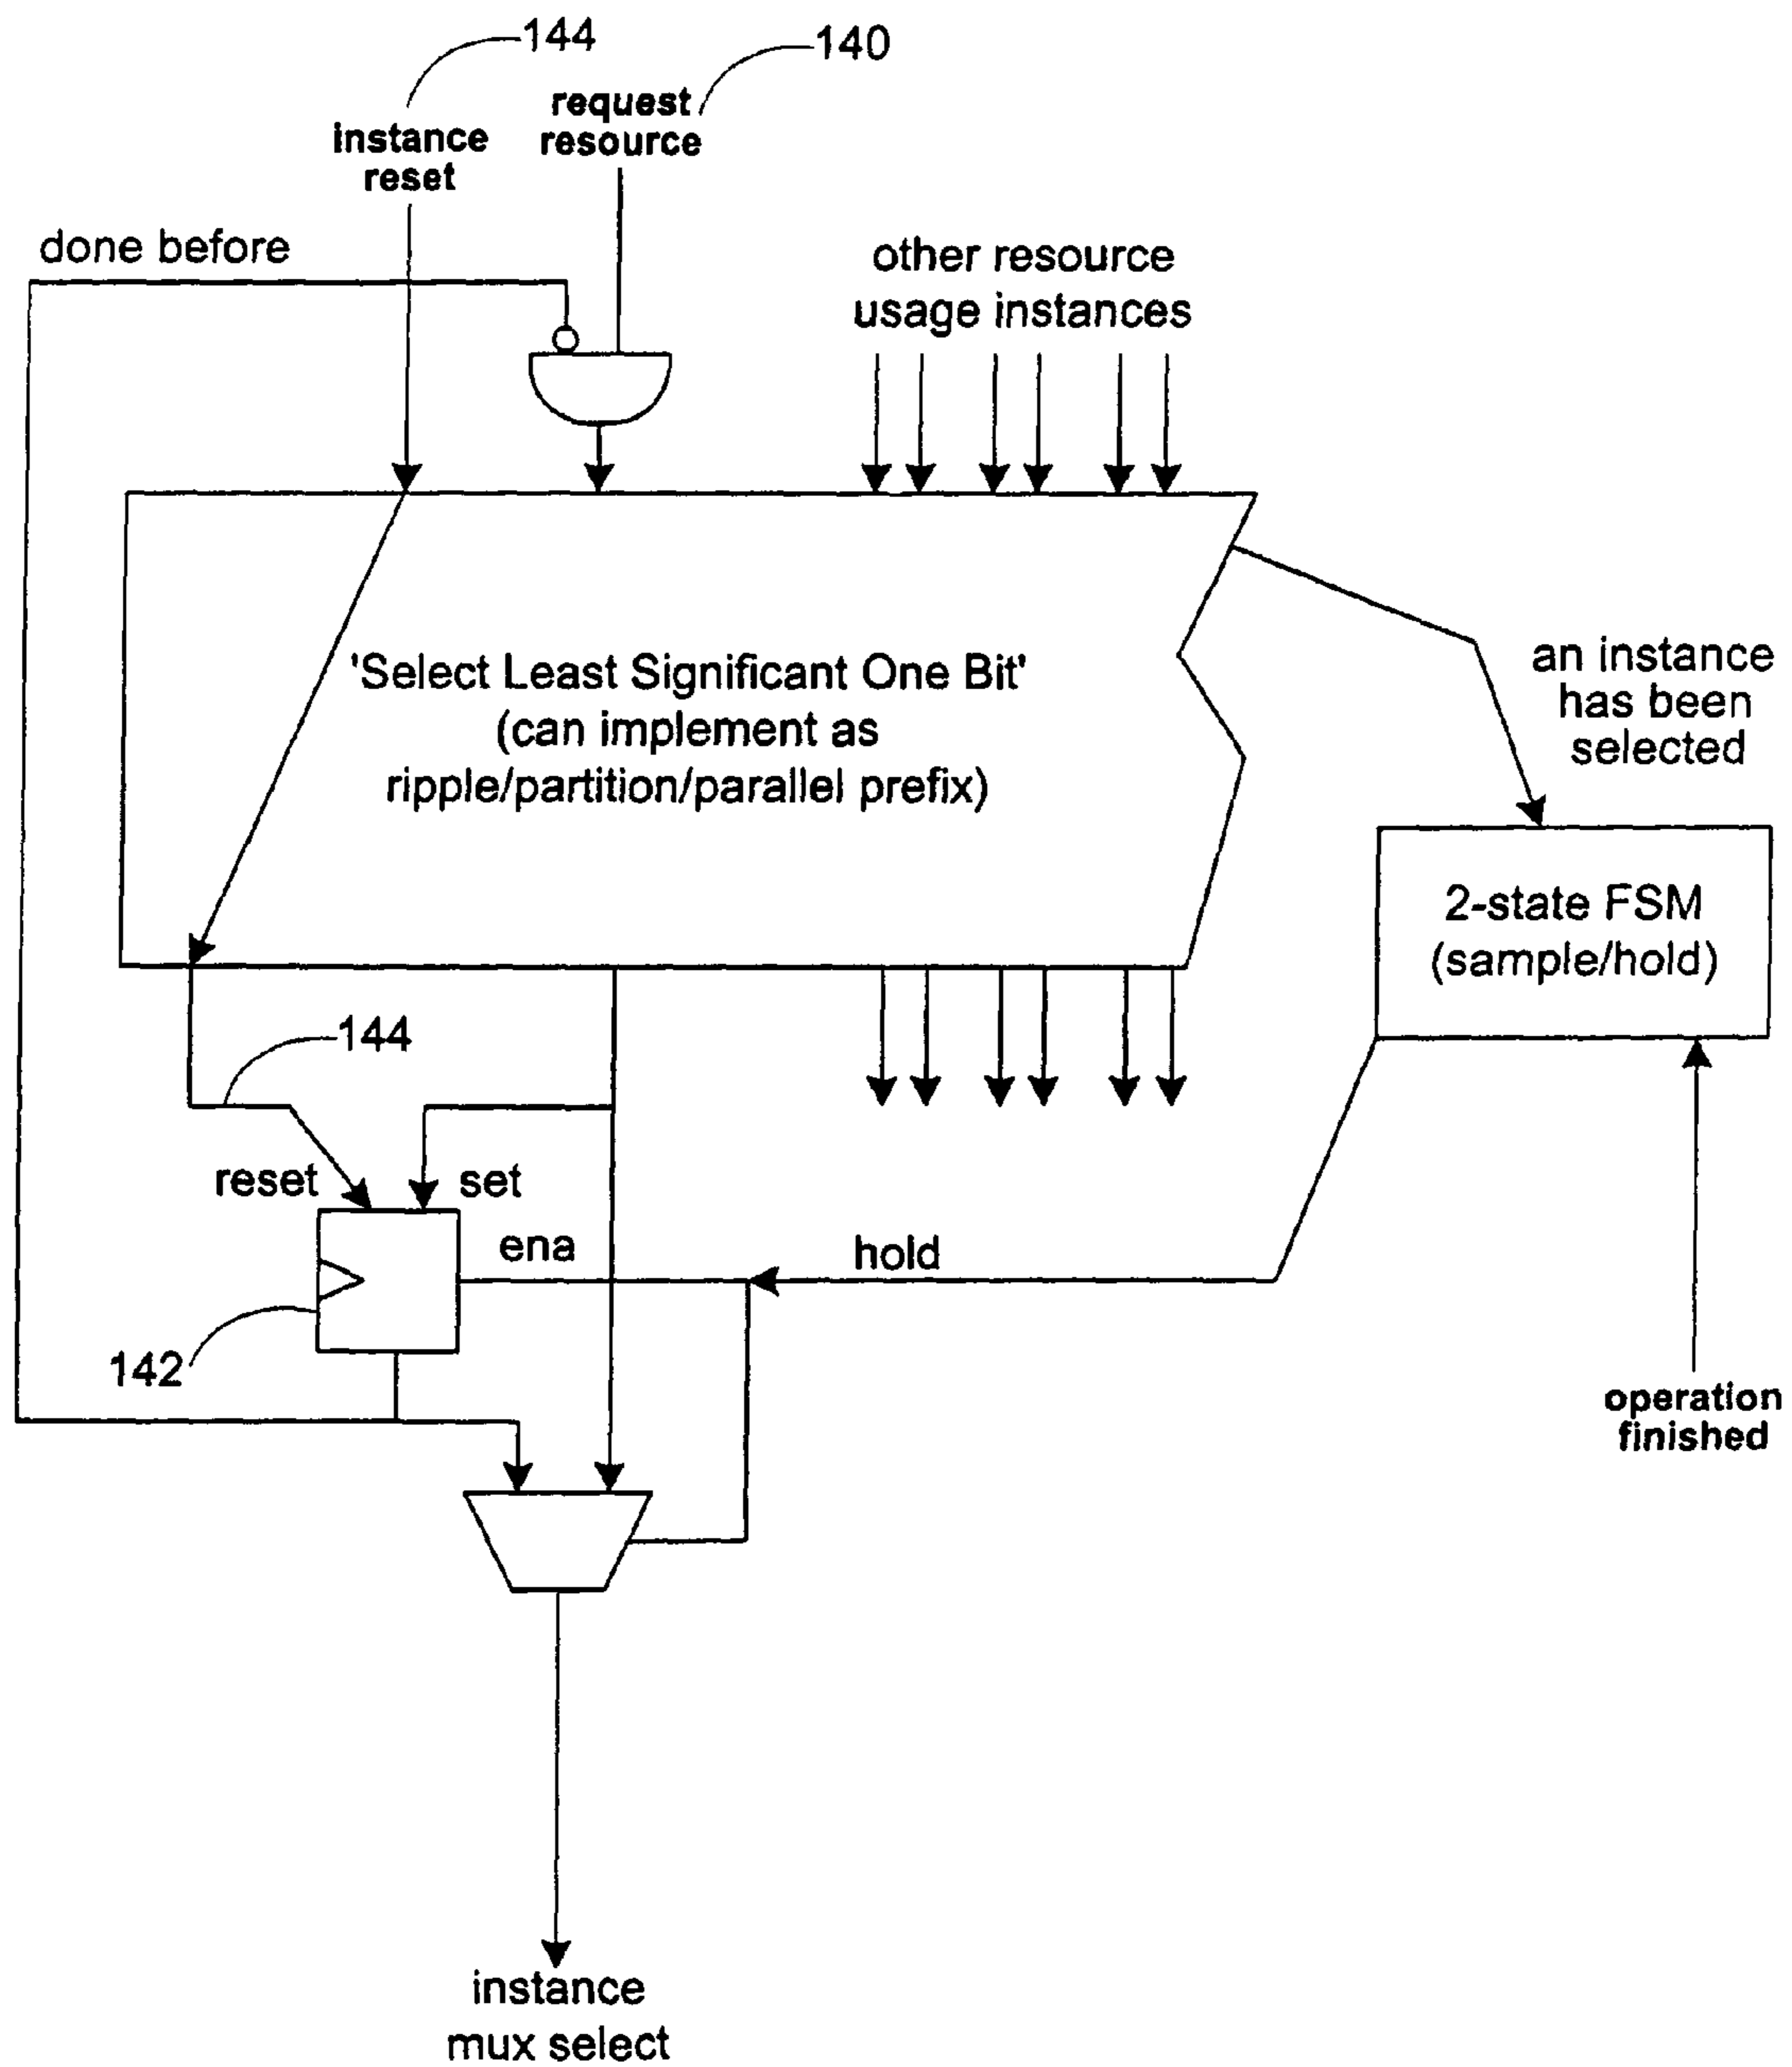 144
140
request
resource
instance
reset
done before
other resource
usage instances
'Select Least Significant One Bit'
(can implement as
ripple/partition/parallel prefix)
an instance
has been
selected
2-state FSM
(sample/hold)
144
reset
set
ena
hold
142
operation
finished
instance
mux select